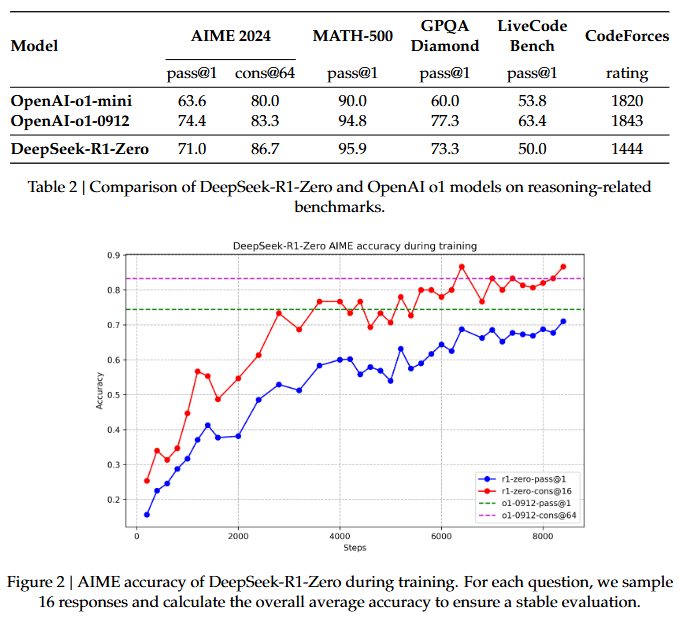 Model AIME 2024 MATH-500 GPQA Diamond LiveCode Bench CodeForces
pass@1 cons@64 pass@1 pass@1 pass@1 rating
OpenAI-o1-mini 63.6 80.0 90.0 60.0 53.8 1820
OpenAI-o1-0912 74.4 83.3 94.8 77.3 63.4 1843
DeepSeek-R1-Zero 71.0 86.7 95.9 73.3 50.0 1444
Table 2 | Comparison of DeepSeek-R1-Zero and OpenAI o1 models on reasoning-related
benchmarks.
DeepSeek-R1-Zero AIME accuracy during training
0.9
0.8
0.7
0.6
0.5
0.4
0.3
0.2
Accuracy
r1-zero-pass@1
r1-zero-cons@16
o1-0912-pass@1
o1-0912-cons@64
0 2000 4000 6000 8000
Steps
Figure 2 | AIME accuracy of DeepSeek-R1-Zero during training. For each question, we sample
16 responses and calculate the overall average accuracy to ensure a stable evaluation.